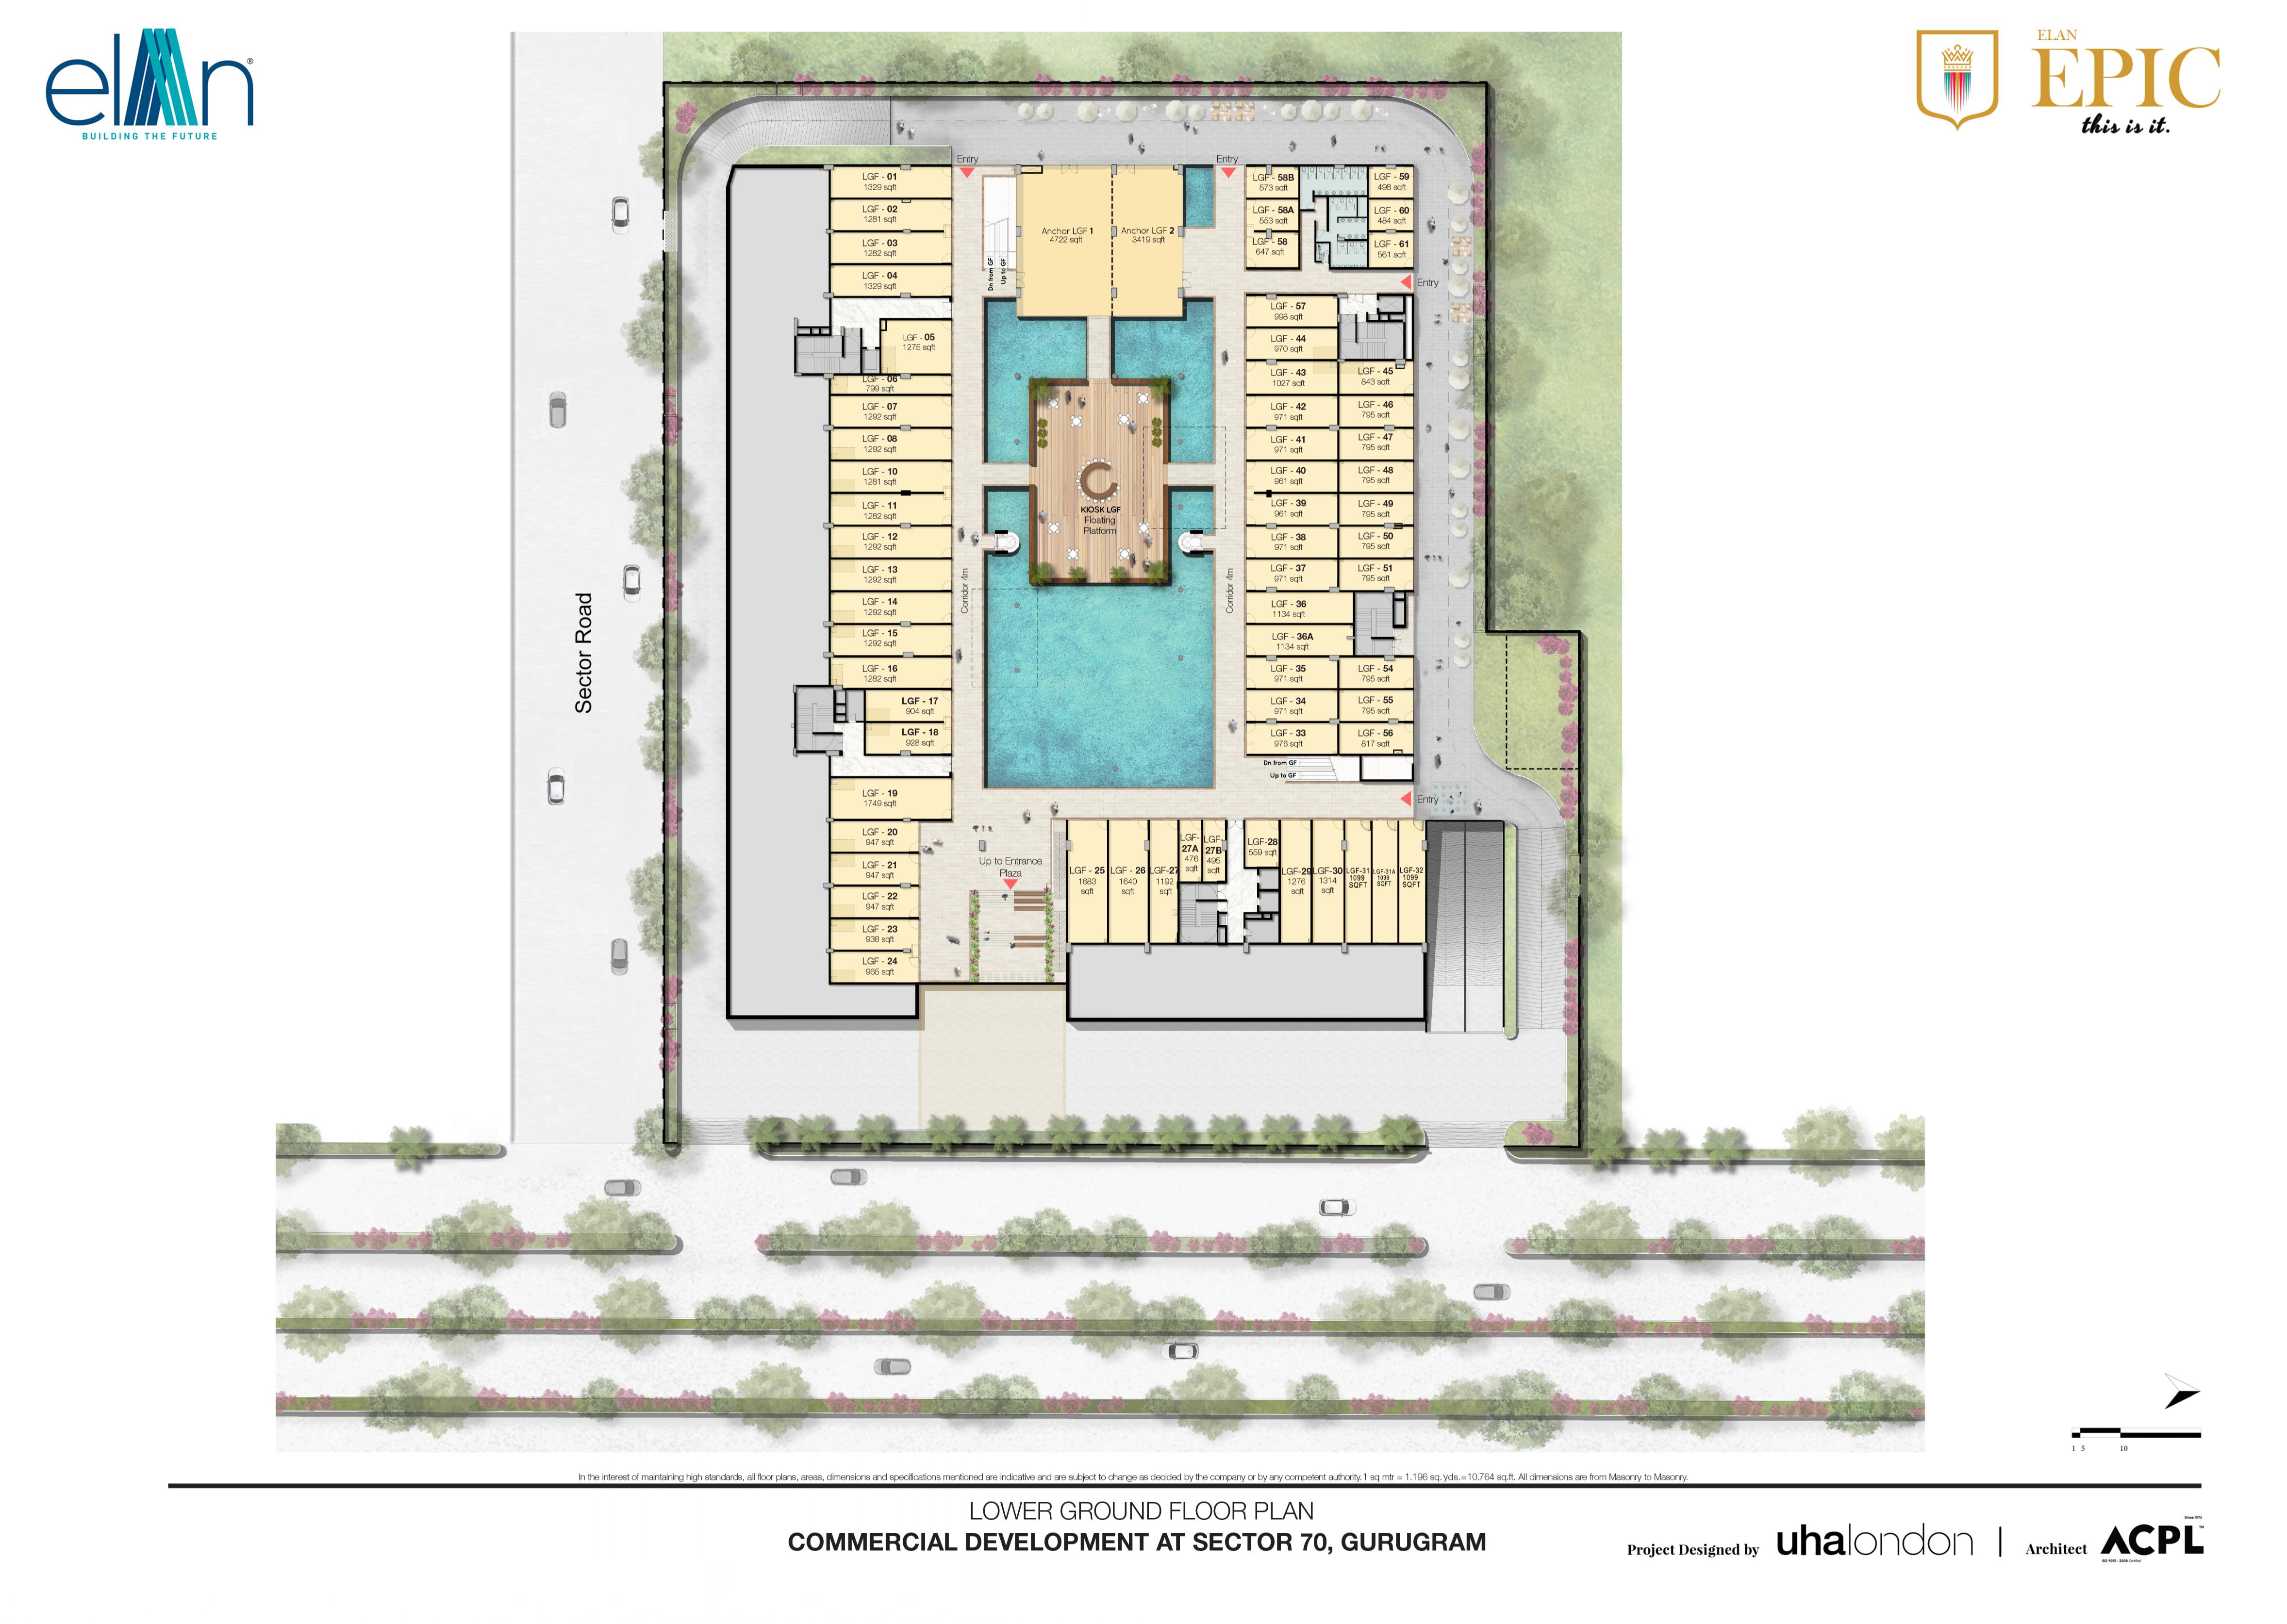 elan®
BUILDING THE FUTURE
ELAN
EPIC
this is it.
Entry
Entry
LGF - 01
1329 sqft
LGF - 02
1281 sqft
LGF - 03
1282 sqft
LGF - 04
1329 sqft
LGF - 05
1275 sqft
LGF - 06
799 sqft
LGF - 07
1292 sqft
LGF - 08
1292 sqft
LGF - 10
1281 sqft
LGF - 11
1282 sqft
LGF - 12
1292 sqft
LGF - 13
1292 sqft
LGF - 14
1292 sqft
LGF - 15
1292 sqft
LGF - 16
1282 sqft
LGF - 17
904 sqft
LGF - 18
928 sqft
LGF - 19
1749 sqft
LGF - 20
947 sqft
LGF - 21
947 sqft
LGF - 22
947 sqft
LGF - 23
938 sqft
LGF - 24
965 sqft
Sector Road
Dn from GF
Up to GF
Anchor LGF 1
4722 sqft
Anchor LGF 2
3419 sqft
KIOSK LGF
Floating
Platform
Corridor 4m
Corridor 4m
LGF - 58B
573 sqft
LGF - 58A
553 sqft
LGF - 58
647 sqft
LGF - 59
498 sqft
LGF - 60
484 sqft
LGF - 61
561 sqft
Entry
LGF - 57
998 sqft
LGF - 44
970 sqft
LGF - 43
1027 sqft
LGF - 45
843 sqft
LGF - 42
971 sqft
LGF - 46
795 sqft
LGF - 41
971 sqft
LGF - 47
795 sqft
LGF - 40
961 sqft
LGF - 48
795 sqft
LGF - 39
961 sqft
LGF - 49
795 sqft
LGF - 38
971 sqft
LGF - 50
795 sqft
LGF - 37
971 sqft
LGF - 51
795 sqft
LGF - 36
1134 sqft
LGF - 36A
1134 sqft
LGF - 35
971 sqft
LGF - 54
795 sqft
LGF - 34
971 sqft
LGF - 55
795 sqft
LGF - 33
976 sqft
LGF - 56
817 sqft
Dn from GF
Up to GF
Entry
Up to Entrance
Plaza
LGF - 25
1683
sqft
LGF - 26
1640
sqft
LGF-27
1192
sqft
LGF-
27A
476
sqft
LGF-
27B
495
sqft
LGF-28
559 sqft
LGF-29
1276
sqft
LGF-30
1314
sqft
LGF-31
1099
SQFT
LGF-31A
1099
SQFT
LGF-32
1099
SQFT
1 5 10
In the interest of maintaining high standards, all floor plans, areas, dimensions and specifications mentioned are indicative and are subject to change as decided by the company or by any competent authority.1 sq mtr = 1.196 sq. yds.=10.764 sq.ft. All dimensions are from Masonry to Masonry.
LOWER GROUND FLOOR PLAN
COMMERCIAL DEVELOPMENT AT SECTOR 70, GURUGRAM
Project Designed by uhalondon | Architect ACPL™
Since 1973
ISO 9001 : 2008 Certified